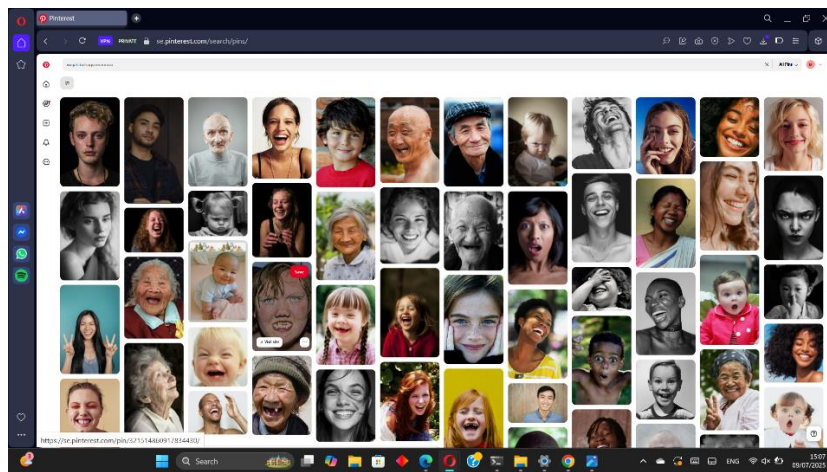 Pinterest
VPN
PRIVATE
se.pinterest.com/search/pins/
All Pins
Save
Visit site
https://se.pinterest.com/pin/321514860917834430/
Search
ENG
15:07
09/07/2025